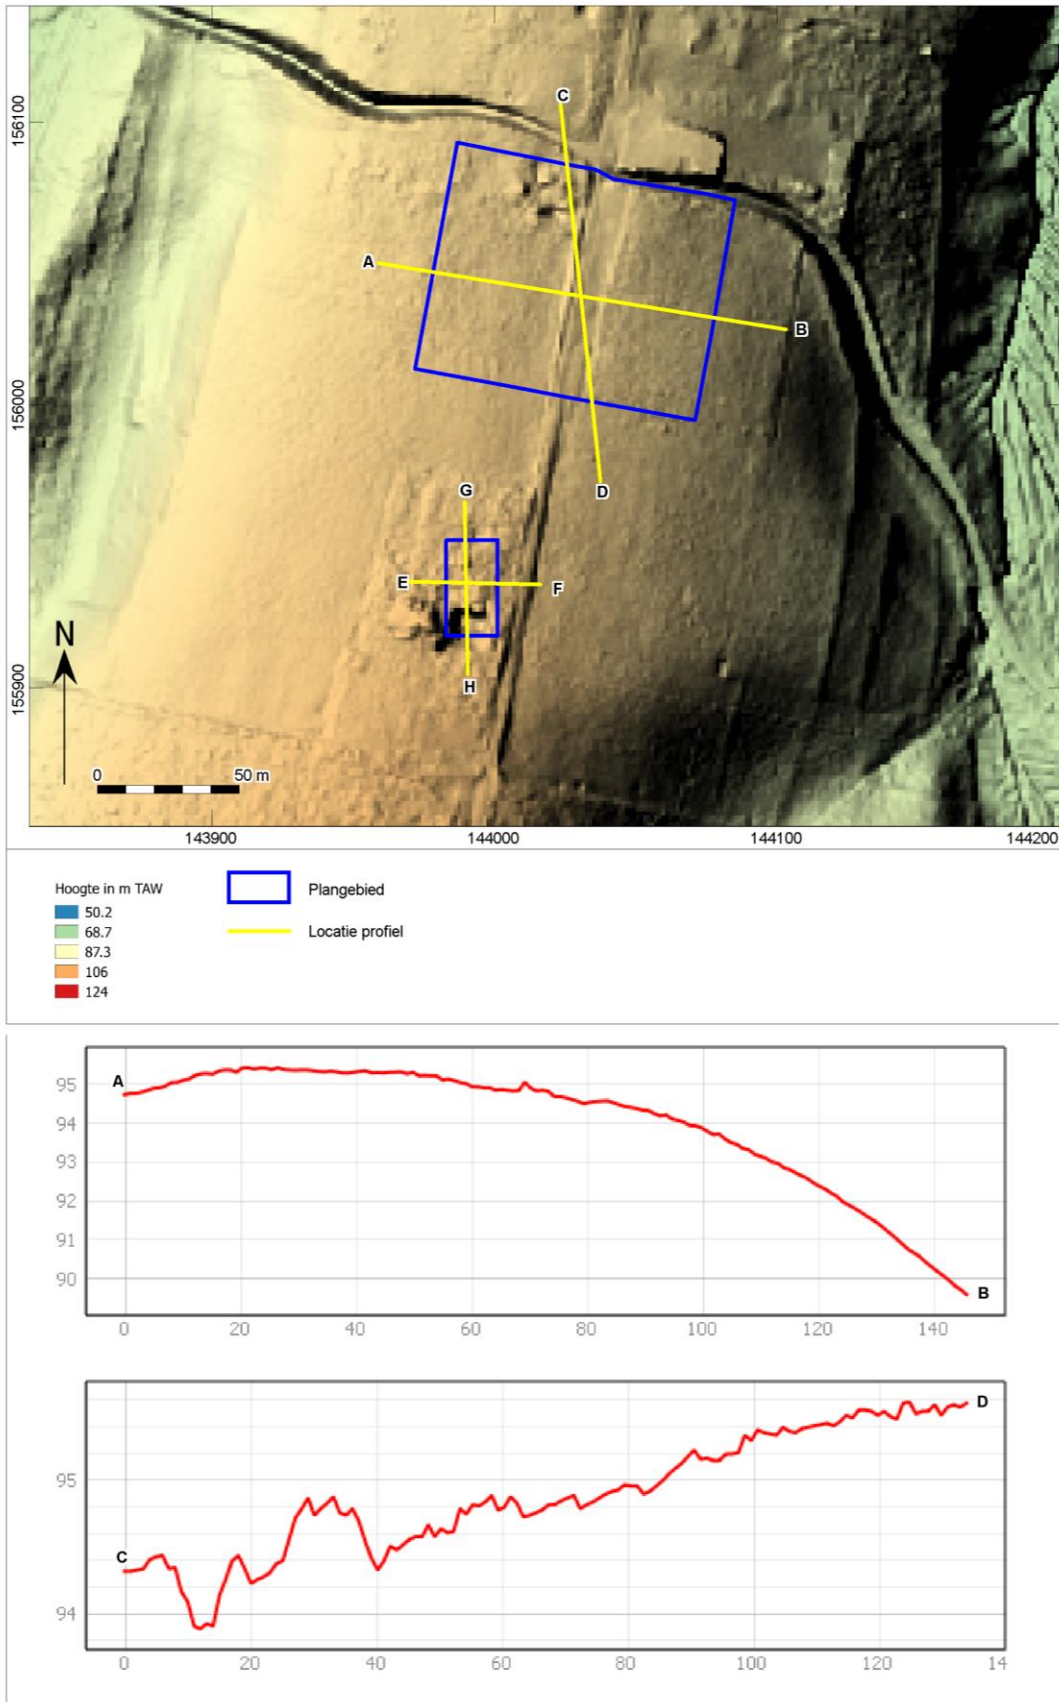 156100
156000
155900
C
A
B
D
G
E
F
H
N
0 50 m
143900 144000 144100 144200
Hoogte in m TAW
50.2
68.7
87.3
106
124
Plangebied
Locatie profiel
A
95
94
93
92
91
90
B
0 20 40 60 80 100 120 140
D
95
C
94
0 20 40 60 80 100 120 14